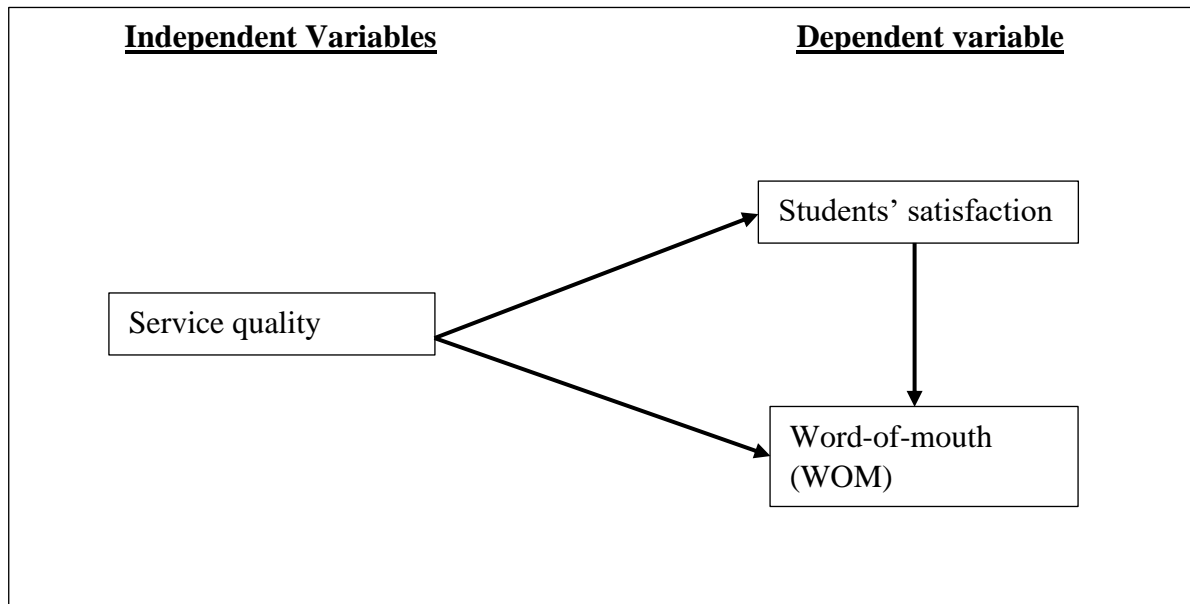 Independent Variables
Dependent variable
Students’ satisfaction
Service quality
Word-of-mouth
(WOM)